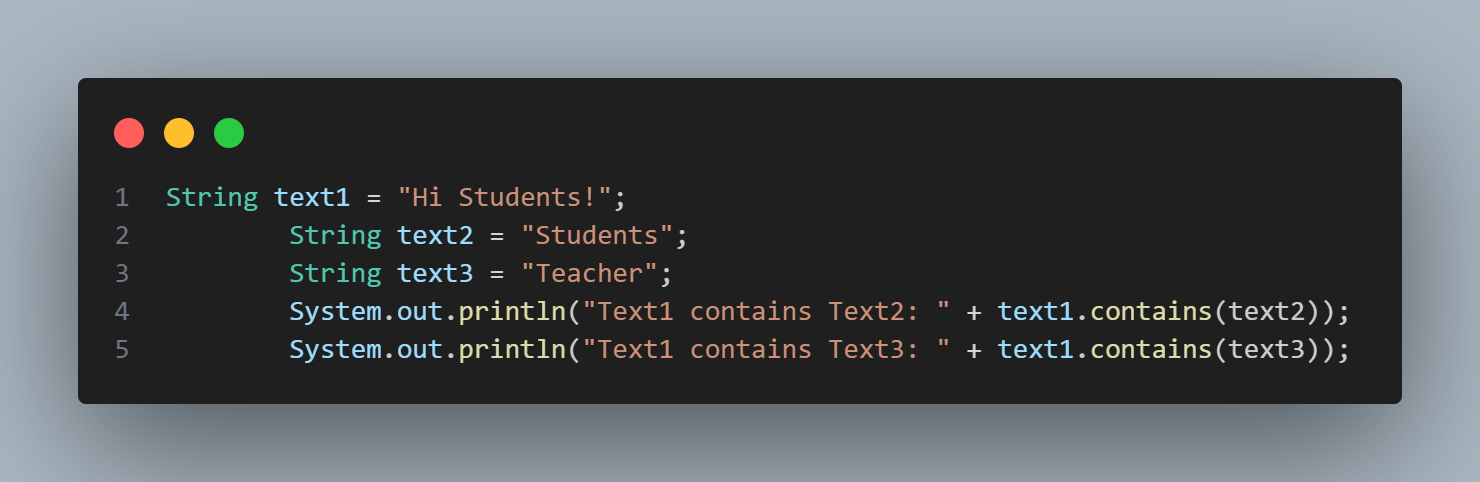 1 String text1 = "Hi Students!";
2         String text2 = "Students";
3         String text3 = "Teacher";
4         System.out.println("Text1 contains Text2: " + text1.contains(text2));
5         System.out.println("Text1 contains Text3: " + text1.contains(text3));